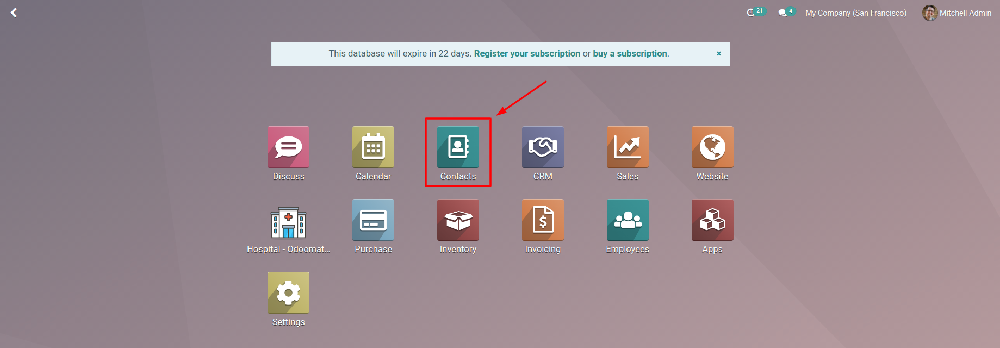 21 4 My Company (San Francisco) Mitchell Admin
This database will expire in 22 days. Register your subscription or buy a subscription. ×
Discuss Calendar Contacts CRM Sales Website
Hospital - Odoomat... Purchase Inventory Invoicing Employees Apps
Settings